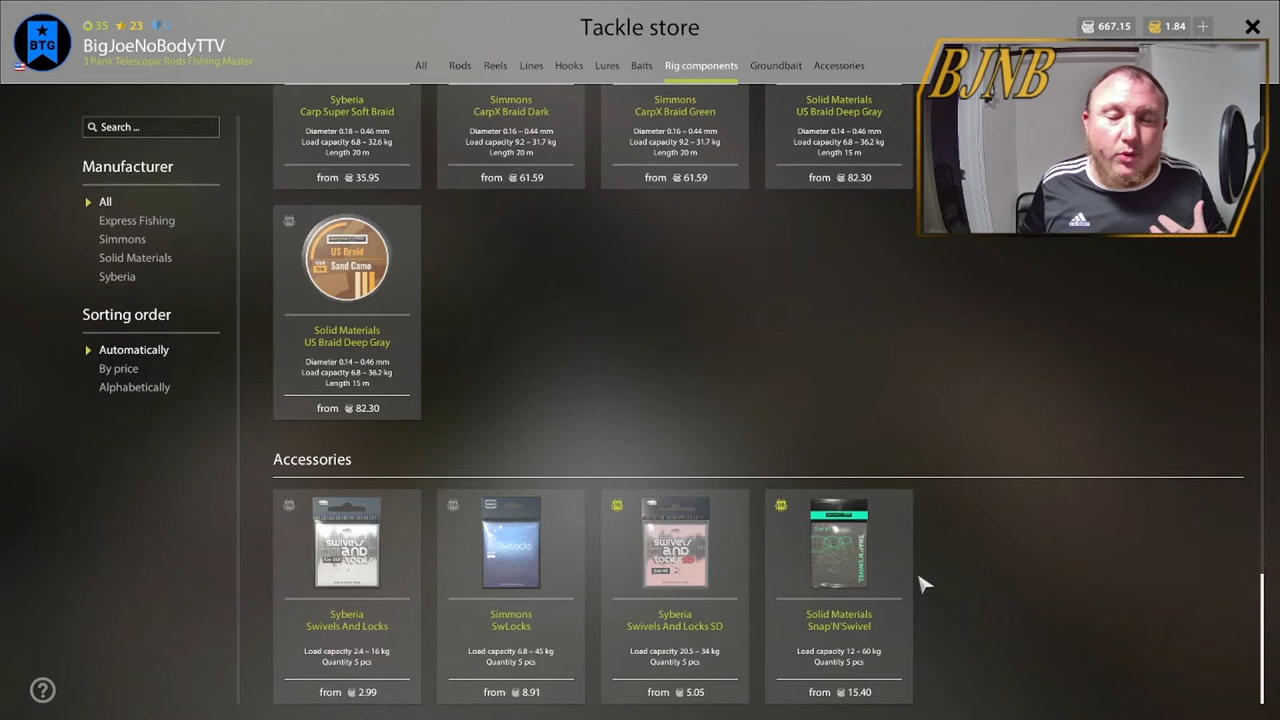 35 23 0
Tackle store
667.15
1.84
BTG
BigJoeNoBodyTTV
3 Rank Telescopic Rods Fishing Master
All Rods Reels Lines Hooks Lures Baits Rig components Groundbait Accessories
BJNB
Search ...
Manufacturer
All
Express Fishing
Simmons
Solid Materials
Syberia
Sorting order
Automatically
By price
Alphabetically
Syberia
Carp Super Soft Braid
Diameter 0.18 – 0.46 mm
Load capacity 6.8 – 32.6 kg
Length 20 m
from 35.95
Simmons
CarpX Braid Dark
Diameter 0.16 – 0.44 mm
Load capacity 9.2 – 31.7 kg
Length 20 m
from 61.59
Simmons
CarpX Braid Green
Diameter 0.16 – 0.44 mm
Load capacity 9.2 – 31.7 kg
Length 20 m
from 61.59
Solid Materials
US Braid Deep Gray
Diameter 0.14 – 0.46 mm
Load capacity 6.8 – 36.2 kg
Length 15 m
from 82.30
US Braid
Sand Camo
Solid Materials
US Braid Deep Gray
Diameter 0.14 – 0.46 mm
Load capacity 6.8 – 36.2 kg
Length 15 m
from 82.30
Accessories
SWIVELS
AND
LOCKS
Syberia
Swivels And Locks
Load capacity 2.4 – 16 kg
Quantity 5 pcs
from 2.99
SwLocks
Simmons
SwLocks
Load capacity 6.8 – 45 kg
Quantity 5 pcs
from 8.91
SWIVELS
AND
LOCKS
Syberia
Swivels And Locks SD
Load capacity 20.5 – 34 kg
Quantity 5 pcs
from 5.05
SNAP'N'SWIVEL
Solid Materials
Snap'N'Swivel
Load capacity 12 – 60 kg
Quantity 5 pcs
from 15.40
adidas
?